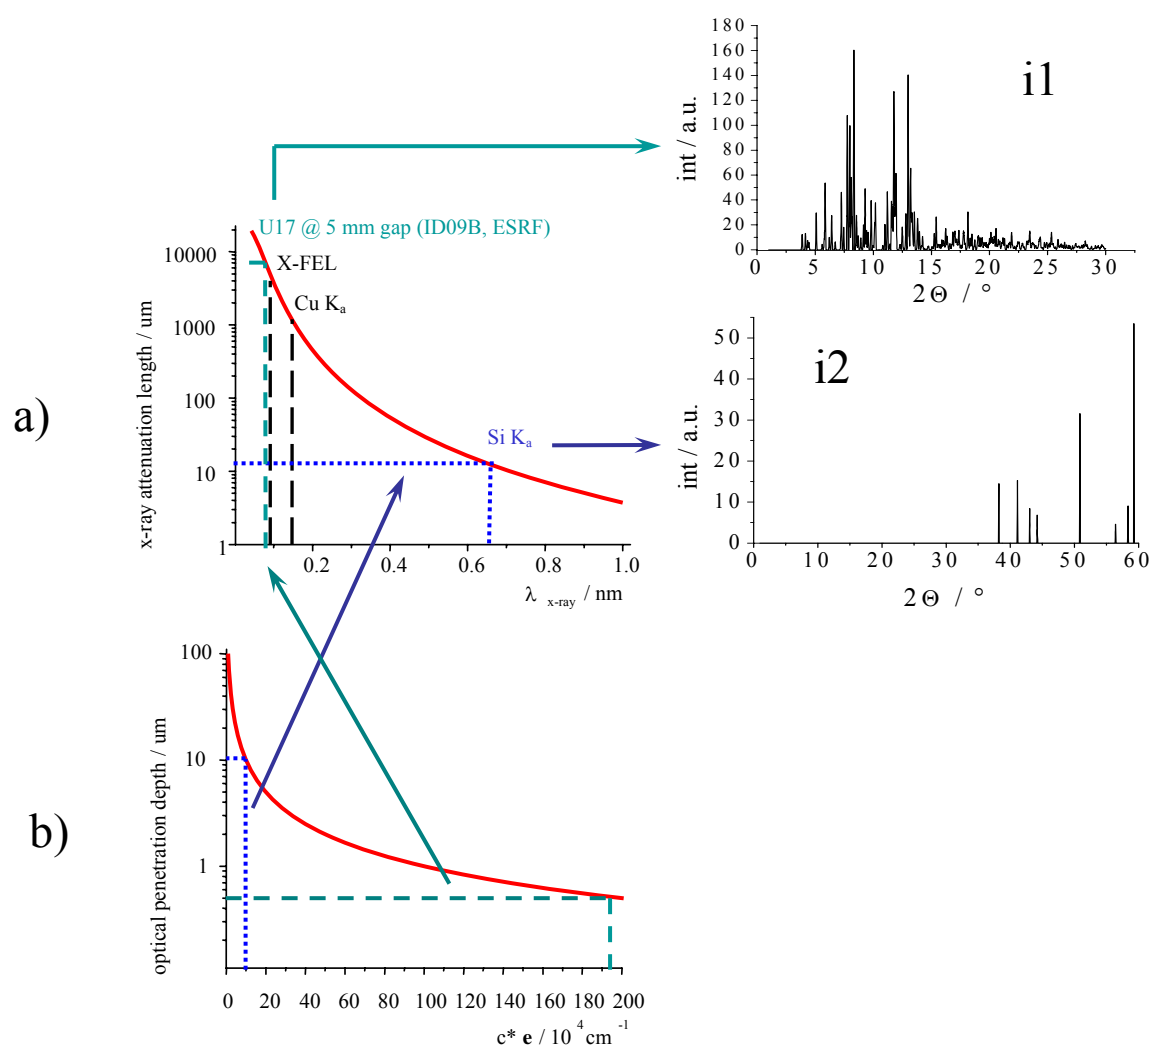 180
160
140
120
100
80
60
40
20
0
int / a.u.
i1
0 5 10 15 20 25 30
2Θ / °
U17 @ 5 mm gap (ID09B, ESRF)
X-FEL
Cu Ka
Si Ka
a)
x-ray attenuation length / um
10000
1000
100
10
1
0.2 0.4 0.6 0.8 1.0
λ x-ray / nm
i2
int / a.u.
50
40
30
20
10
0
0 10 20 30 40 50 60
2Θ / °
b)
optical penetration depth / um
100
10
1
0 20 40 60 80 100 120 140 160 180 200
c* e / 10 4 cm -1